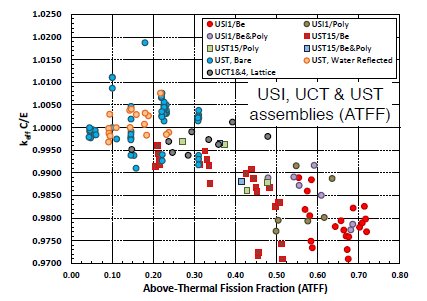 1.0250
1.0200
1.0150
1.0100
1.0050
1.0000
0.9950
0.9900
0.9850
0.9800
0.9750
0.9700
keff C/E
USI1/Be
USI1/Poly
USI1/Be&Poly
UST15/Be
UST15/Poly
UST15/Be&Poly
UST, Bare
UST, Water Reflected
UCT1&4, Lattice
USI, UCT & UST
assemblies (ATFF)
0.00 0.10 0.20 0.30 0.40 0.50 0.60 0.70 0.80
Above-Thermal Fission Fraction (ATFF)